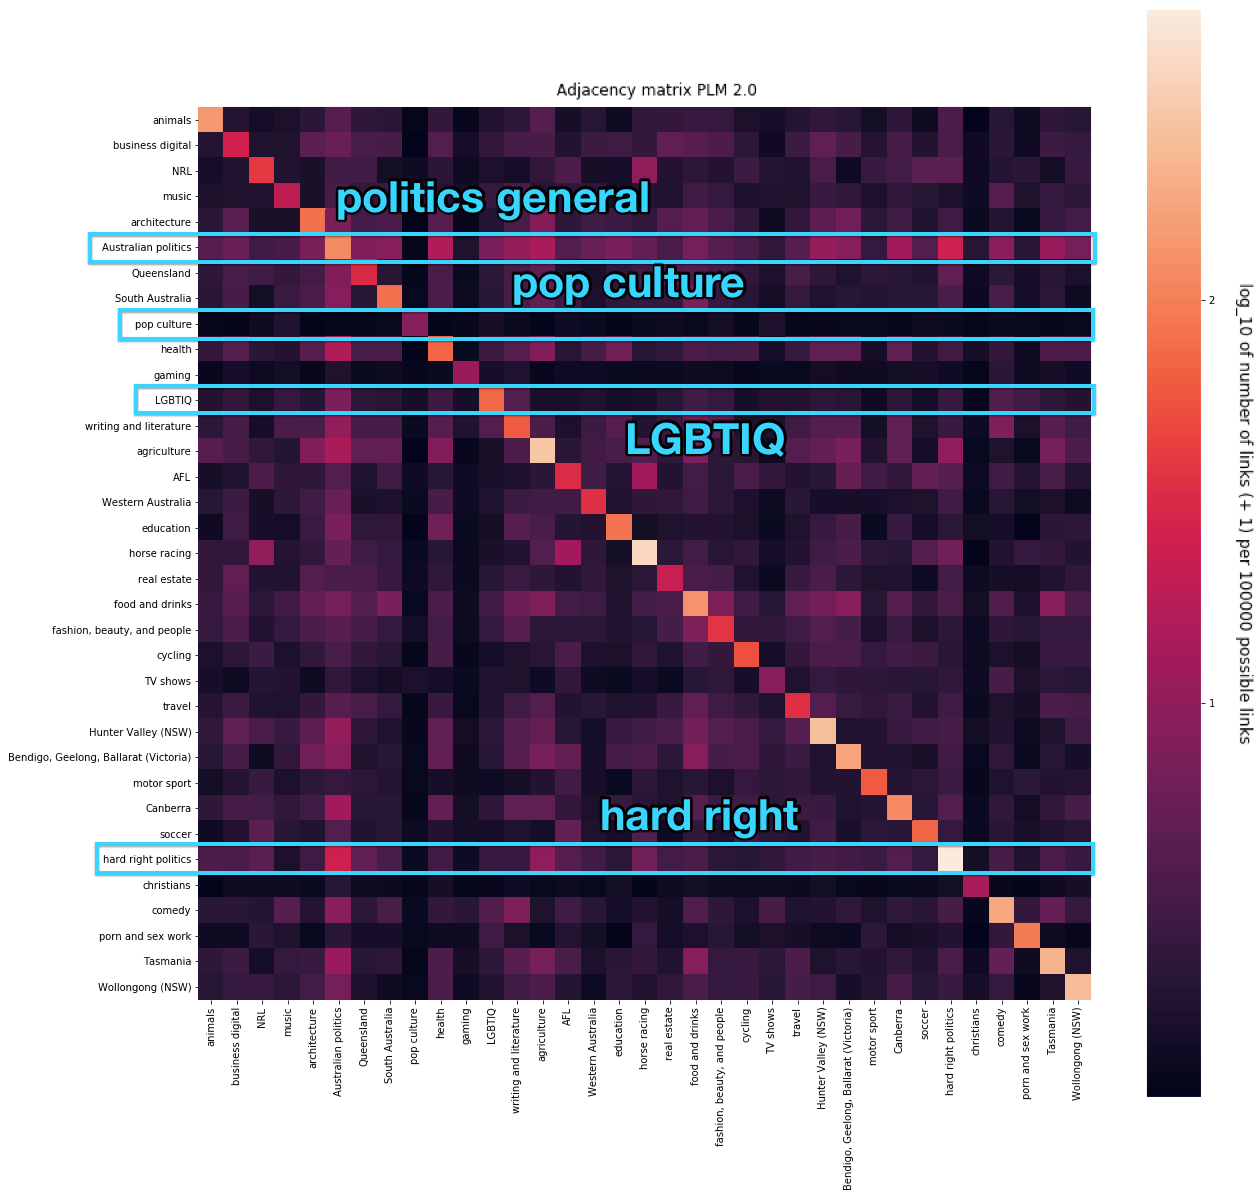 Adjacency matrix PLM 2.0
animals
business digital
NRL
music
politics general
architecture
Australian politics
Queensland
pop culture
South Australia
pop culture
health
gaming
LGBTIQ
writing and literature
LGBTIQ
agriculture
AFL
Western Australia
education
horse racing
real estate
food and drinks
fashion, beauty, and people
cycling
TV shows
travel
Hunter Valley (NSW)
Bendigo, Geelong, Ballarat (Victoria)
motor sport
Canberra
hard right
soccer
hard right politics
christians
comedy
porn and sex work
Tasmania
Wollongong (NSW)
animals
business digital
NRL
music
architecture
Australian politics
Queensland
South Australia
pop culture
health
gaming
LGBTIQ
writing and literature
agriculture
AFL
Western Australia
education
horse racing
real estate
food and drinks
fashion, beauty, and people
cycling
TV shows
travel
Hunter Valley (NSW)
Bendigo, Geelong, Ballarat (Victoria)
motor sport
Canberra
soccer
hard right politics
christians
comedy
porn and sex work
Tasmania
Wollongong (NSW)
2
1
log_10 of number of links (+ 1) per 100000 possible links